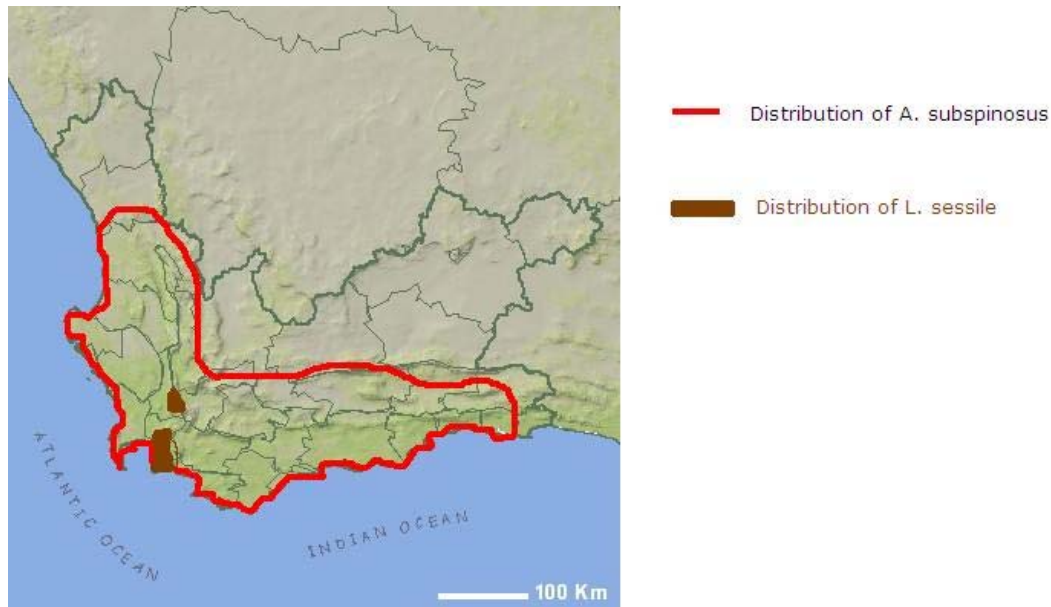 Distribution of A. subspinosus
Distribution of L. sessile
ATLANTIC OCEAN
INDIAN OCEAN
100 Km